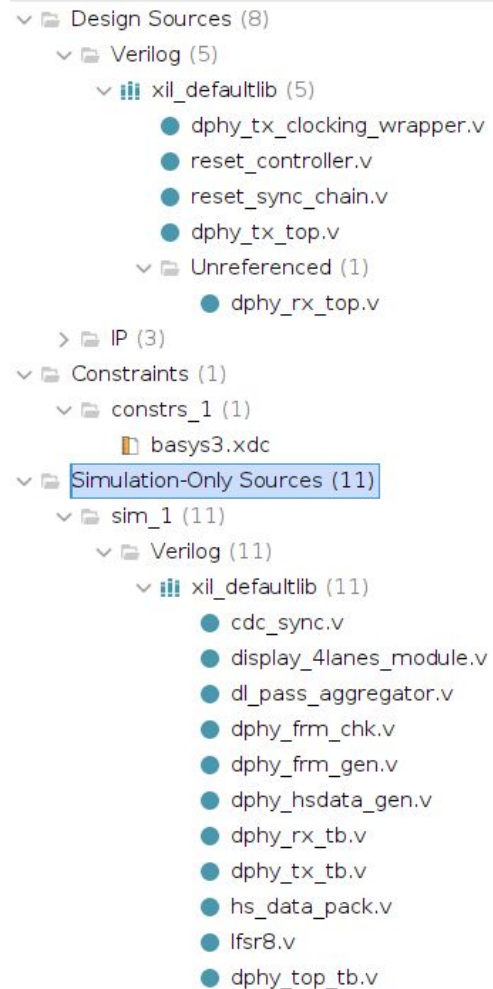 Design Sources (8)
Verilog (5)
xil_defaultlib (5)
dphy_tx_clocking_wrapper.v
reset_controller.v
reset_sync_chain.v
dphy_tx_top.v
Unreferenced (1)
dphy_rx_top.v
IP (3)
Constraints (1)
constrs_1 (1)
basys3.xdc
Simulation-Only Sources (11)
sim_1 (11)
Verilog (11)
xil_defaultlib (11)
cdc_sync.v
display_4lanes_module.v
dl_pass_aggregator.v
dphy_frm_chk.v
dphy_frm_gen.v
dphy_hsdata_gen.v
dphy_rx_tb.v
dphy_tx_tb.v
hs_data_pack.v
lfsr8.v
dphy_top_tb.v